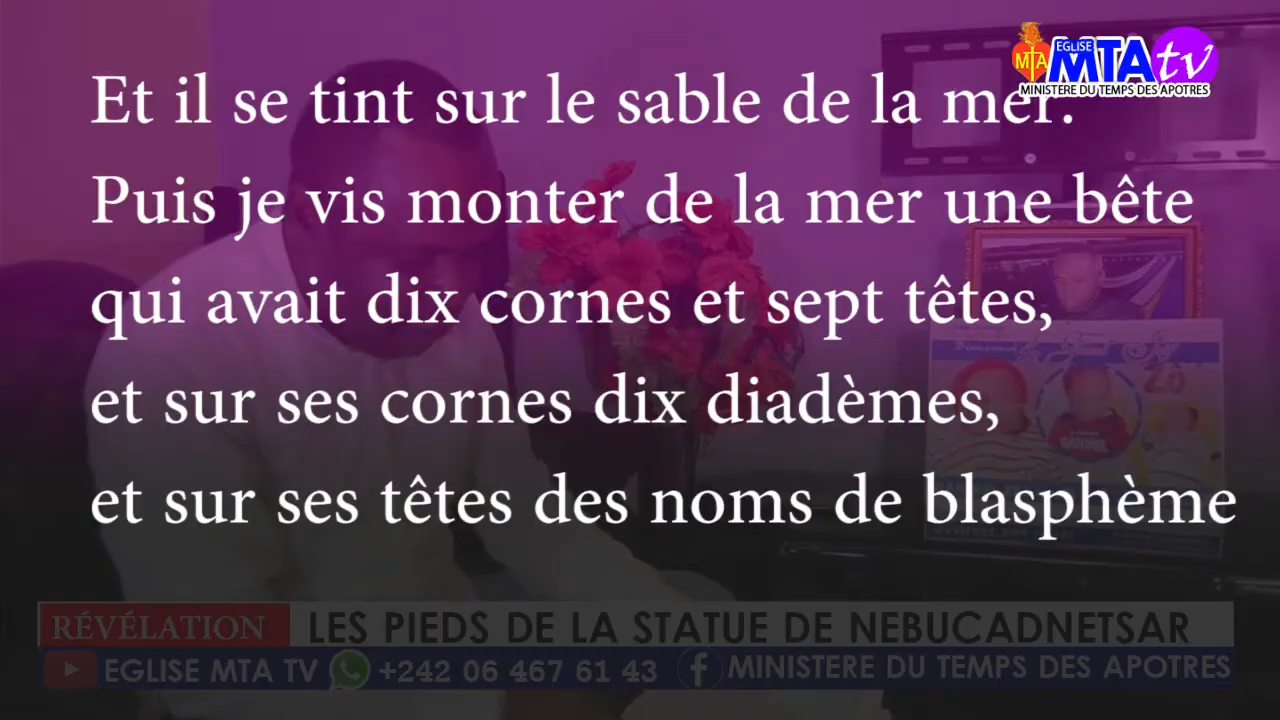 EGLISE
MTA MTA tv
MINISTERE DU TEMPS DES APOTRES
Et il se tint sur le sable de la mer.
Puis je vis monter de la mer une bête
qui avait dix cornes et sept têtes,
et sur ses cornes dix diadèmes,
et sur ses têtes des noms de blasphème
RÉVÉLATION LES PIEDS DE LA STATUE DE NEBUCADNETSAR
EGLISE MTA TV +242 06 467 61 43 MINISTERE DU TEMPS DES APOTRES